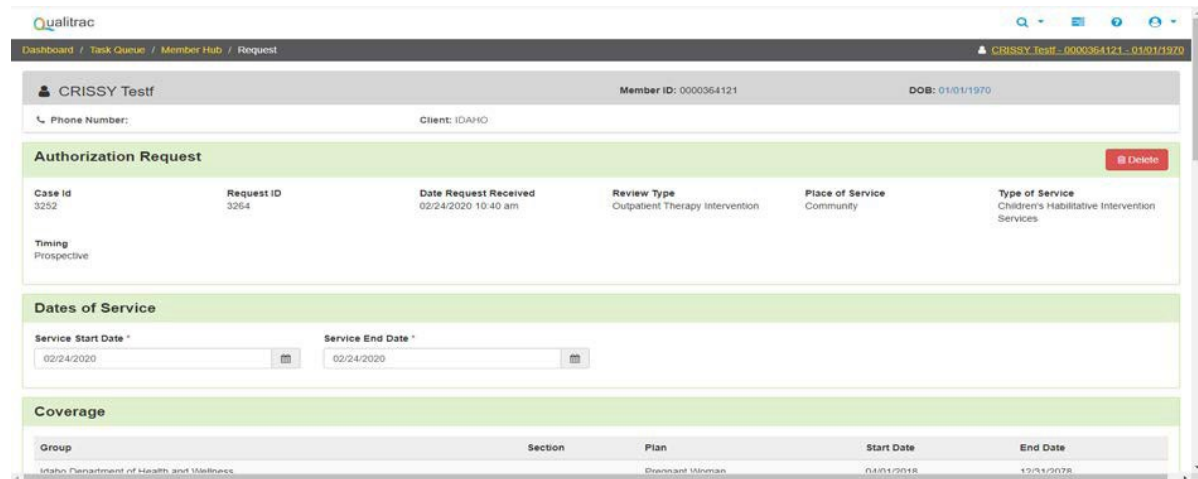 Qualitrac
Dashboard / Task Queue / Member Hub / Request
CRISSY Testf - 0000364121 - 01/01/1970
CRISSY Testf Member ID: 0000364121 DOB: 01/01/1970
Phone Number: Client: IDAHO
Authorization Request
Delete
Case Id Request ID Date Request Received Review Type Place of Service Type of Service
3252 3264 02/24/2020 10:40 am Outpatient Therapy Intervention Community Children's Habilitative Intervention
Services
Timing
Prospective
Dates of Service
Service Start Date * Service End Date *
02/24/2020 02/24/2020
Coverage
Group Section Plan Start Date End Date
Idaho Department of Health and Wellness Pregnant Woman 04/01/2018 12/31/2078